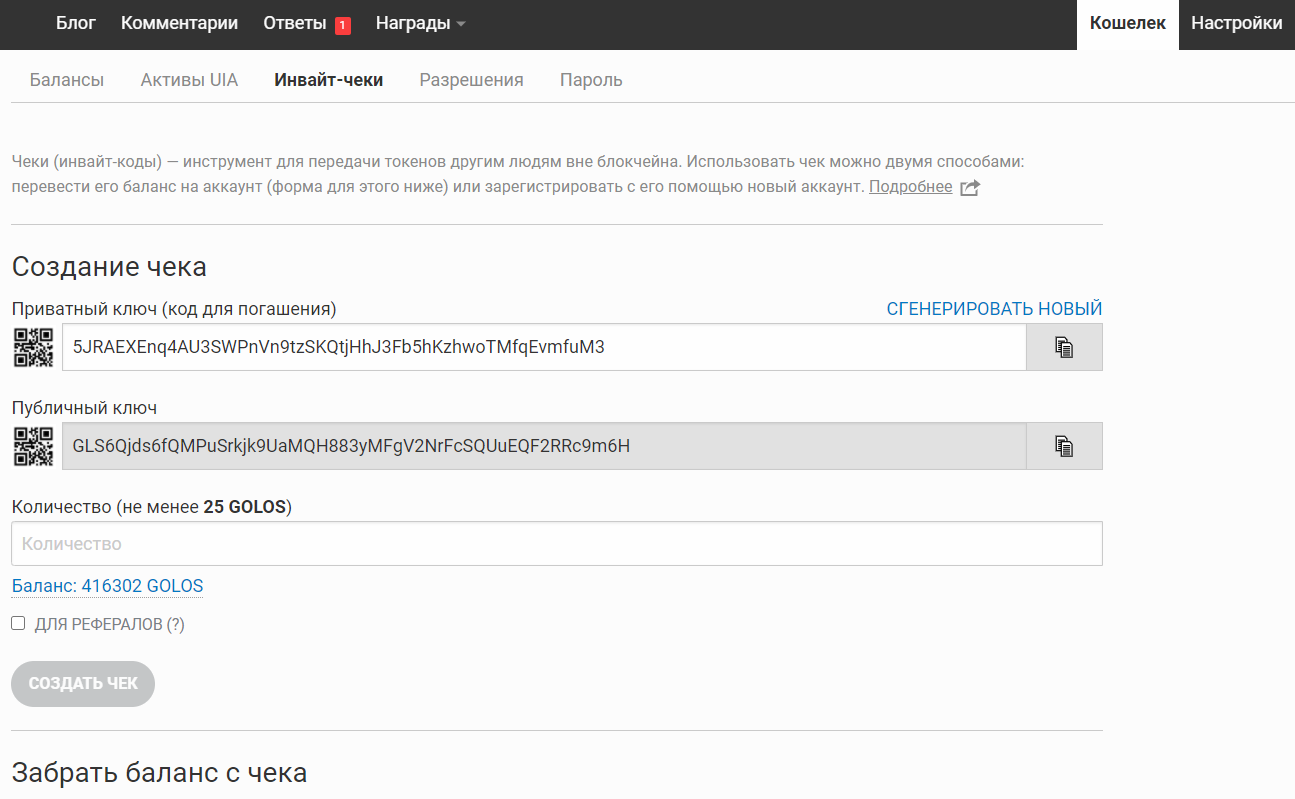 Блог Комментарии Ответы 1 Награды Кошелек Настройки
Балансы Активы UIA Инвайт-чеки Разрешения Пароль
Чеки (инвайт-коды) — инструмент для передачи токенов другим людям вне блокчейна. Использовать чек можно двумя способами:
перевести его баланс на аккаунт (форма для этого ниже) или зарегистрировать с его помощью новый аккаунт. Подробнее
Создание чека
Приватный ключ (код для погашения) СГЕНЕРИРОВАТЬ НОВЫЙ
5JRAEXEnq4AU3SWPnVn9tzSKQtjHhJ3Fb5hKzhwoTMfqEvmfuM3
Публичный ключ
GLS6Qjds6fQMPuSrkjk9UaMQH883yMFgV2NrFcSQUuEQF2RRc9m6H
Количество (не менее 25 GOLOS)
Количество
Баланс: 416302 GOLOS
ДЛЯ РЕФЕРАЛОВ (?)
СОЗДАТЬ ЧЕК
Забрать баланс с чека